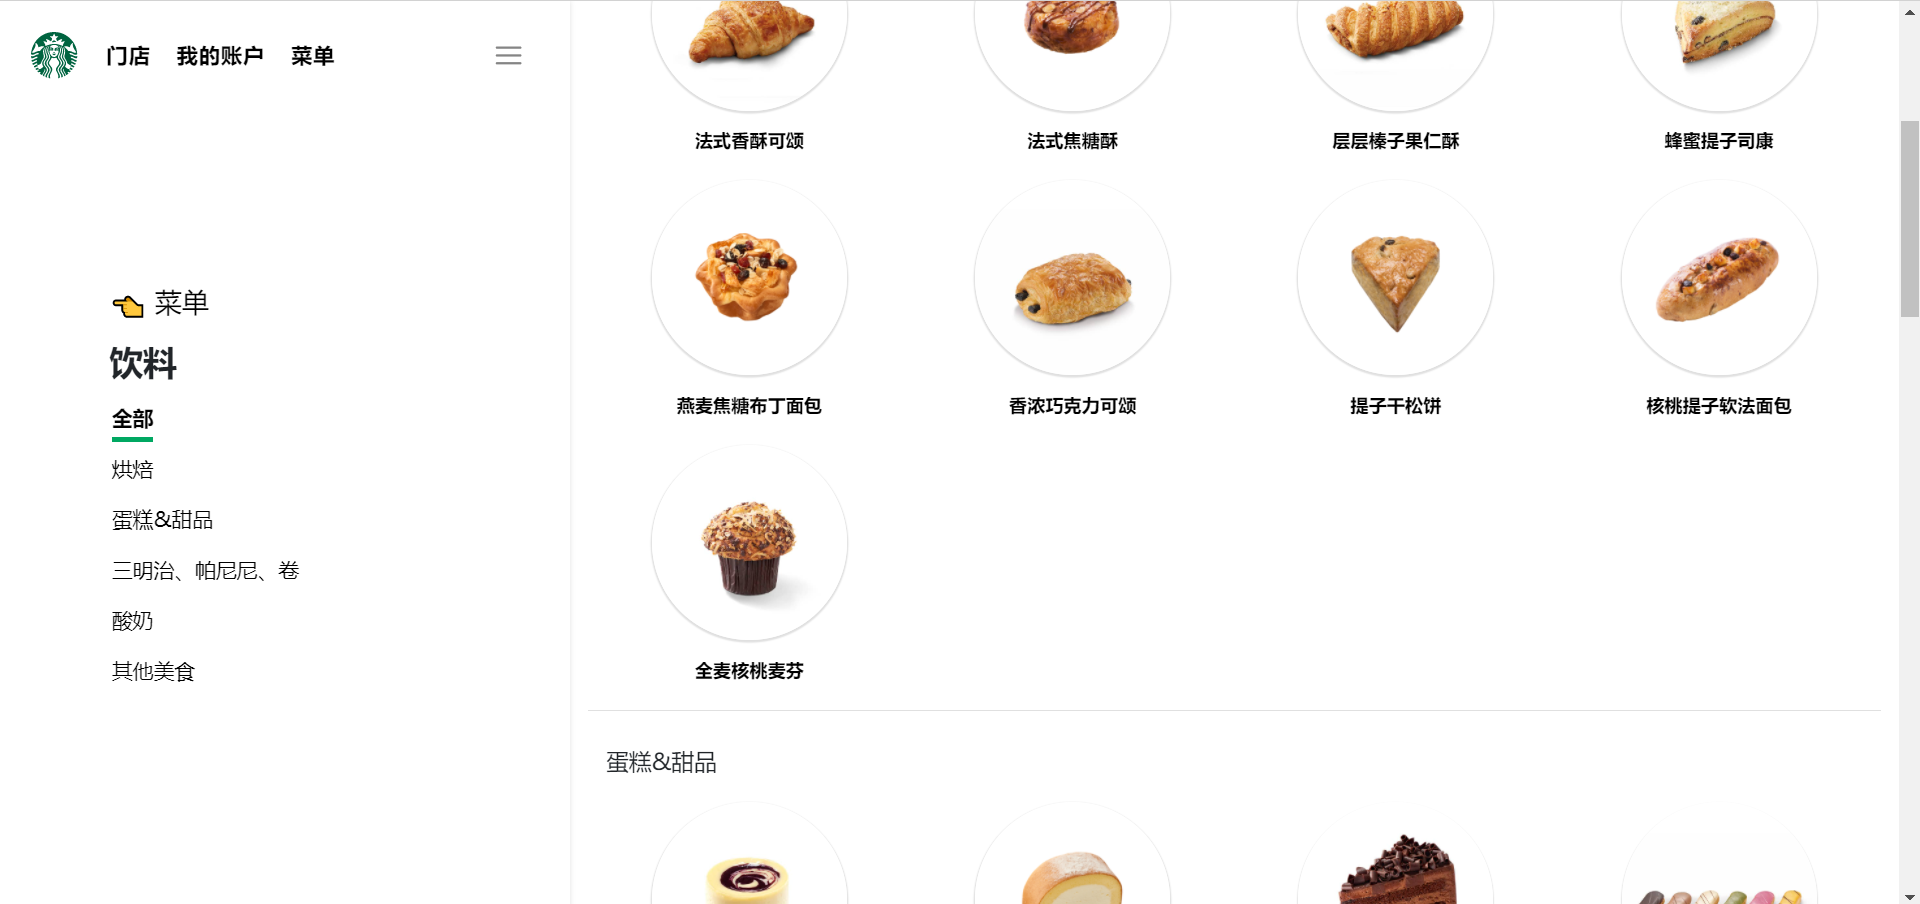 门店 我的账户 菜单
菜单
饮料
全部
烘焙
蛋糕&甜品
三明治、帕尼尼、卷
酸奶
其他美食
法式香酥可颂 法式焦糖酥 层层榛子果仁酥 蜂蜜提子司康
燕麦焦糖布丁面包 香浓巧克力可颂 提子干松饼 核桃提子软法面包
全麦核桃麦芬
蛋糕&甜品